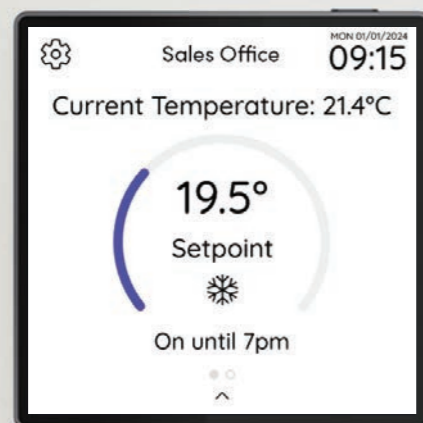 Sales Office
MON 01/01/2024
09:15
Current Temperature: 21.4°C
19.5°
Setpoint
On until 7pm